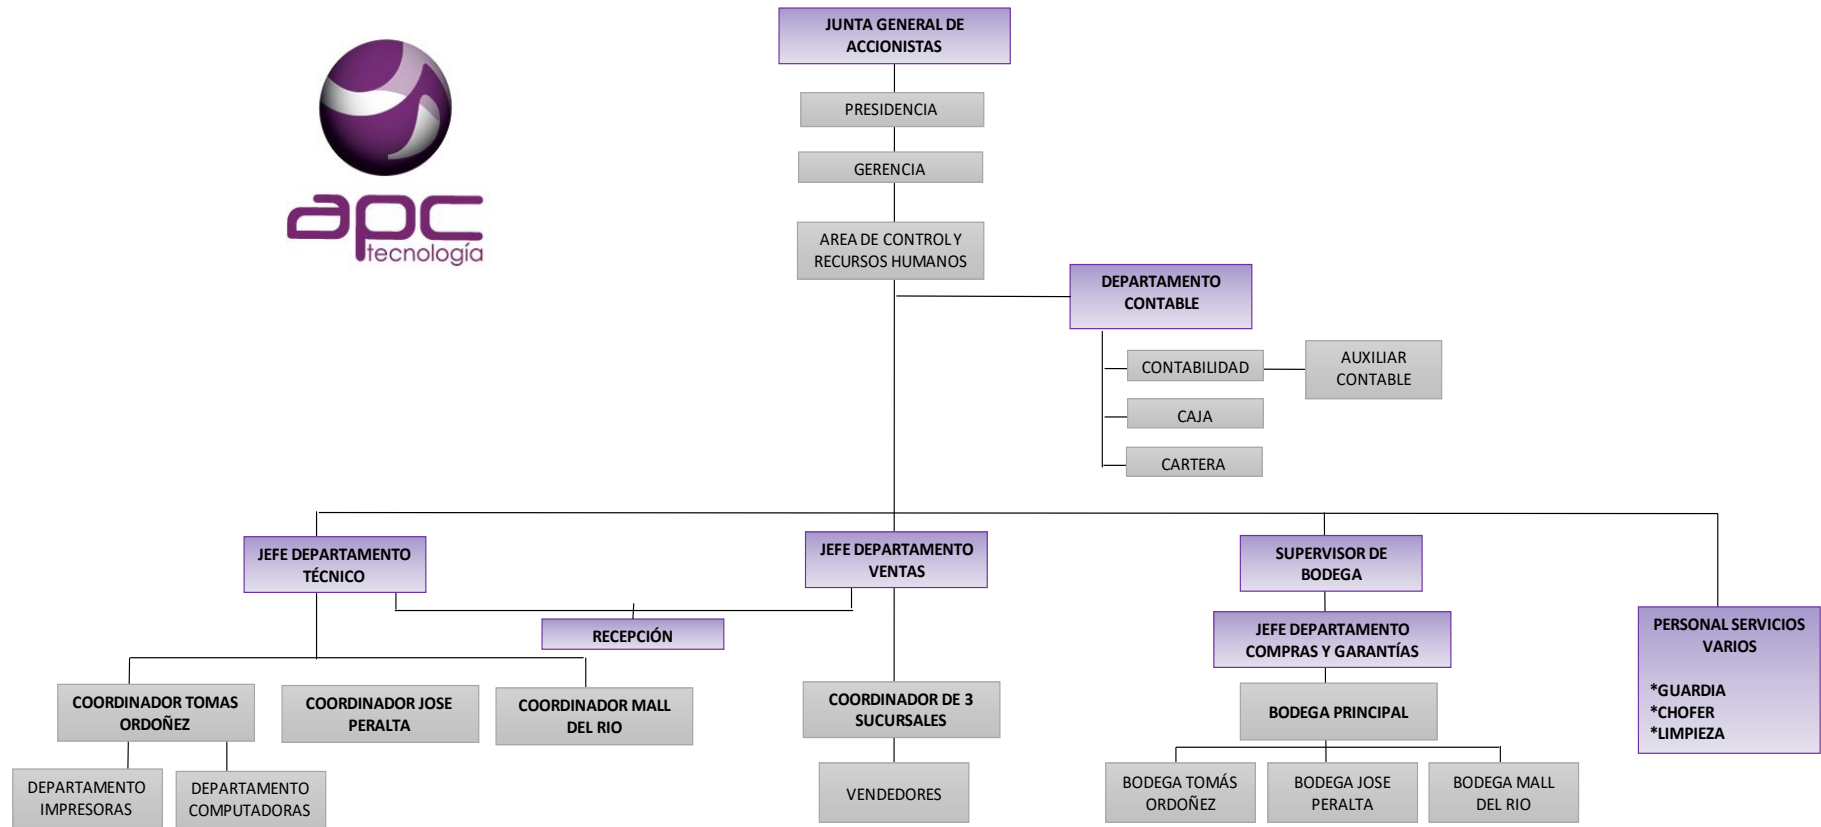 apc
tecnología
JUNTA GENERAL DE
ACCIONISTAS
PRESIDENCIA
GERENCIA
AREA DE CONTROL Y
RECURSOS HUMANOS
DEPARTAMENTO
CONTABLE
CONTABILIDAD
AUXILIAR
CONTABLE
CAJA
CARTERA
JEFE DEPARTAMENTO
TÉCNICO
JEFE DEPARTAMENTO
VENTAS
SUPERVISOR DE
BODEGA
RECEPCIÓN
JEFE DEPARTAMENTO
COMPRAS Y GARANTÍAS
PERSONAL SERVICIOS
VARIOS
*GUARDIA
*CHOFER
*LIMPIEZA
COORDINADOR TOMAS
ORDOÑEZ
COORDINADOR JOSE
PERALTA
COORDINADOR MALL
DEL RIO
COORDINADOR DE 3
SUCURSALES
BODEGA PRINCIPAL
DEPARTAMENTO
IMPRESORAS
DEPARTAMENTO
COMPUTADORAS
VENDEDORES
BODEGA TOMÁS
ORDOÑEZ
BODEGA JOSE
PERALTA
BODEGA MALL
DEL RIO